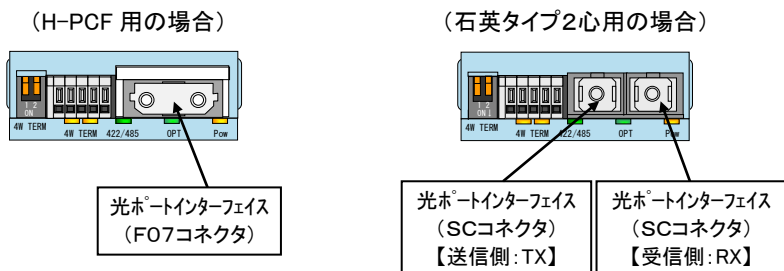 （H-PCF 用の場合）
（石英タイプ２心用の場合）
1 2
ON
4W TERM
4W TERM
422/485
OPT
Pow
1 2
ON↓
4W TERM
4W TERM
422/485
OPT
Pow
光ポートインターフェイス
（F07コネクタ）
光ポートインターフェイス
（SCコネクタ）
【送信側：TX】
光ポートインターフェイス
（SCコネクタ）
【受信側：RX】